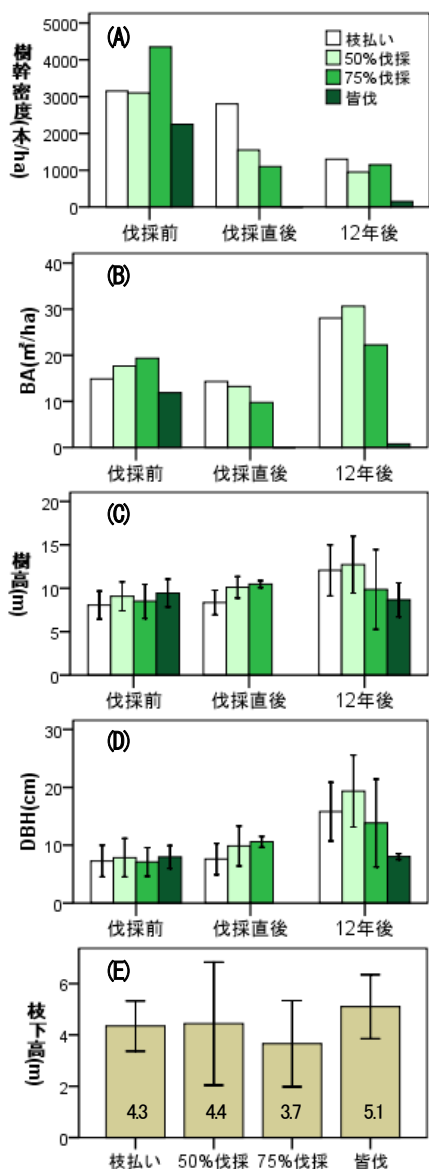 (A)
樹幹密度(本/ha)
5000
4000
3000
2000
1000
0
枝払い
50%伐採
75%伐採
皆伐
伐採前 伐採直後 12年後
(B)
BA(㎡/ha)
40
30
20
10
0
伐採前 伐採直後 12年後
(C)
樹高(m)
20
15
10
5
0
伐採前 伐採直後 12年後
(D)
DBH(cm)
30
20
10
0
伐採前 伐採直後 12年後
(E)
枝下高(m)
6
4
2
0
4.3 4.4 3.7 5.1
枝払い 50%伐採 75%伐採 皆伐